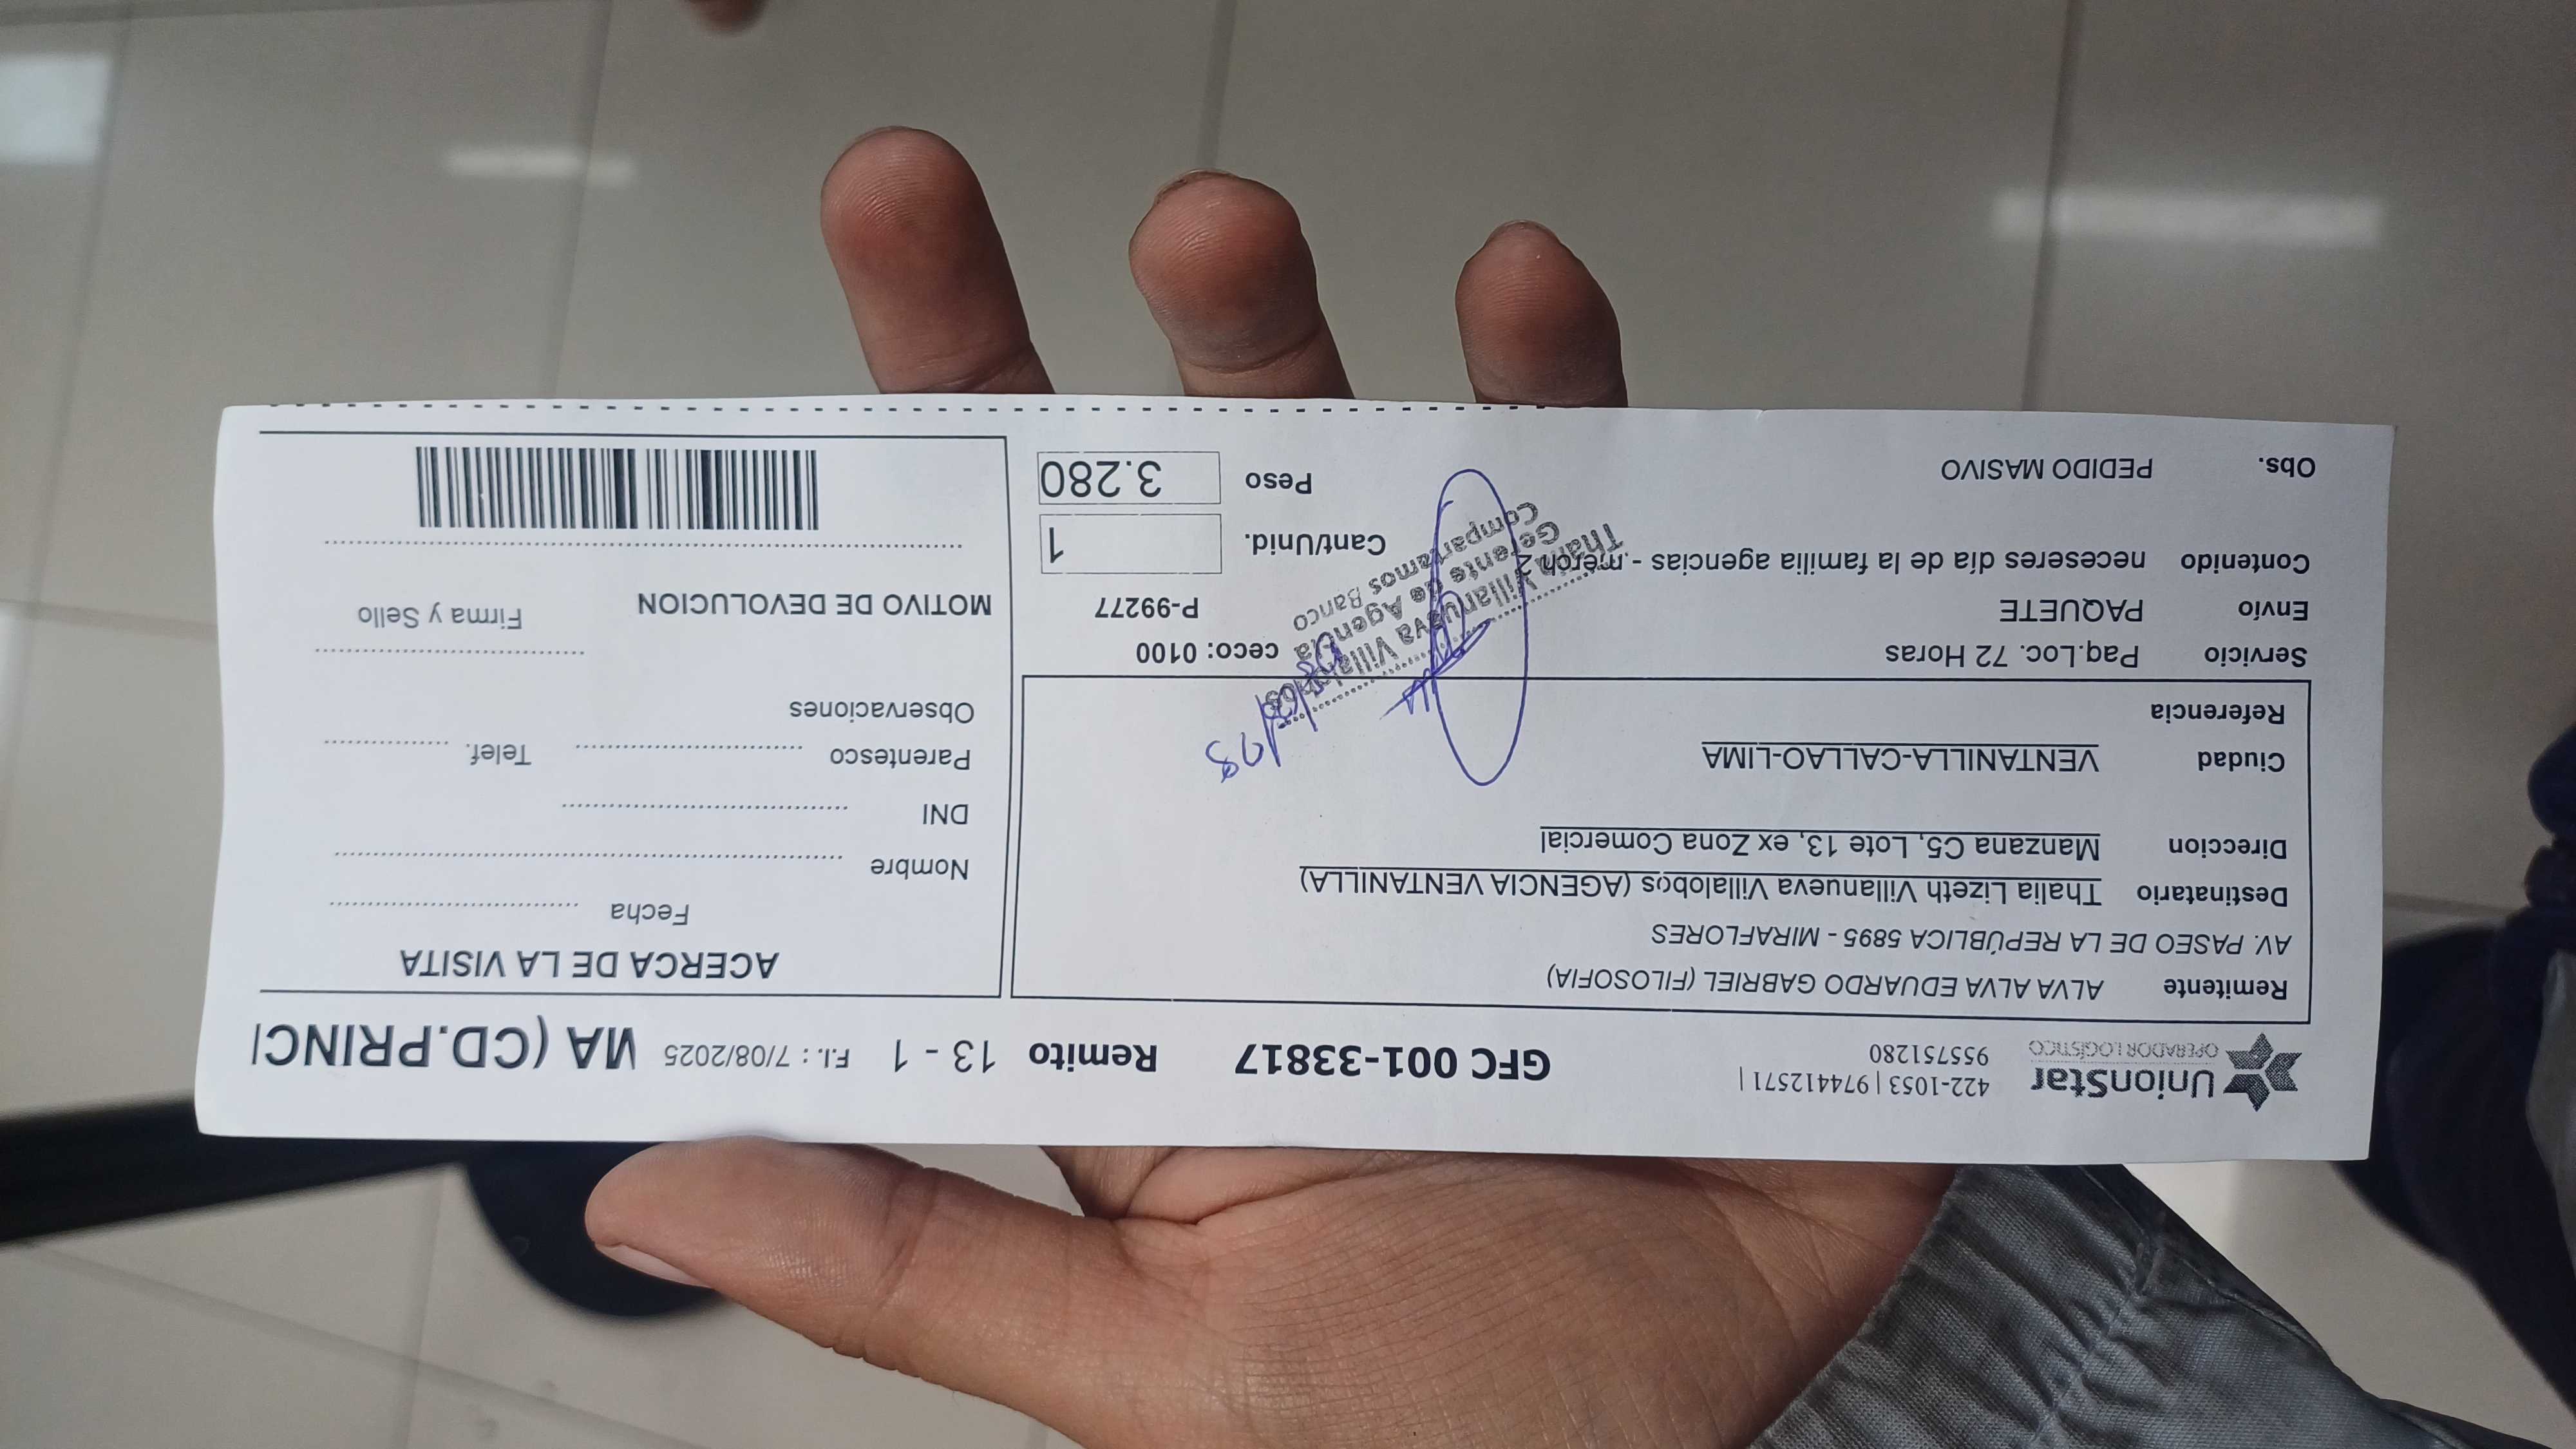 UnionStar
OPERADOR LOGÍSTICO
422-1053 | 974412571 |
955751280
GFC 001-33817
Remito 13 - 1
F.I. : 7/08/2025
MA (CD.PRINCI
Remitente ALVA ALVA EDUARDO GABRIEL (FILOSOFIA)
AV. PASEO DE LA REPÚBLICA 5895 - MIRAFLORES
Destinatario Thalia Lizeth Villanueva Villalobos (AGENCIA VENTANILLA)
Direccion Manzana C5, Lote 13, ex Zona Comercial
Ciudad VENTANILLA-CALLAO-LIMA
Referencia
Servicio Paq.Loc. 72 Horas
ceco: 0100
Envío PAQUETE
P-99277
Contenido neceseres día de la familia agencias - merch 2
Cant/Unid. 1
Obs. PEDIDO MASIVO
Peso 3.280
Thalia Villanueva Villalobos
Gerente de Agencia
Compartamos Banco
ACERCA DE LA VISITA
Fecha
Nombre
DNI
Parentesco Telef.
Observaciones
MOTIVO DE DEVOLUCION
Firma y Sello